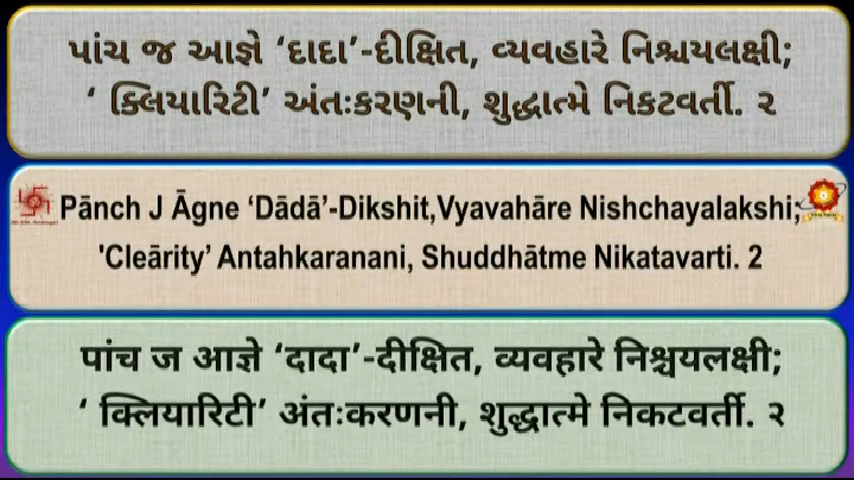 પાંચ જ આજ્ઞે ‘દાદા’-દીક્ષિત, વ્યવહારે નિશ્ચયલક્ષી;
‘ ક્લિયારિટી’ અંતઃકરણની, શુદ્ધાત્મે નિકટવર્તી. ૨
Pānch J Āgne ‘Dādā’-Dikshit,Vyavahāre Nishchayalakshi;
'Cleārity’ Antahkaranani, Shuddhātme Nikatavarti. 2
पांच ज आज्ञे ‘दादा’-दीक्षित, व्यवहारे निश्चयलक्षी;
‘ क्लियारिटी’ अंतःकरणनी, शुद्धात्मे निकटवर्ती. २